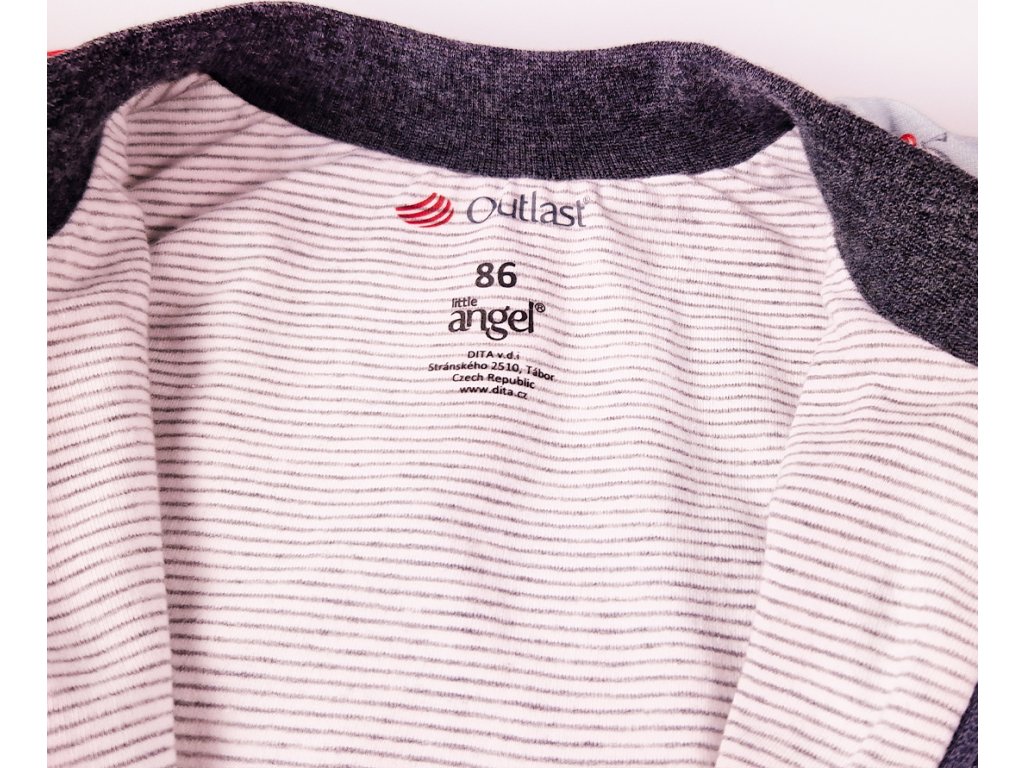 Outlast®
86
little
angel®
DITA v.d.i
Stránského 2510, Tábor
Czech Republic
www.dita.cz